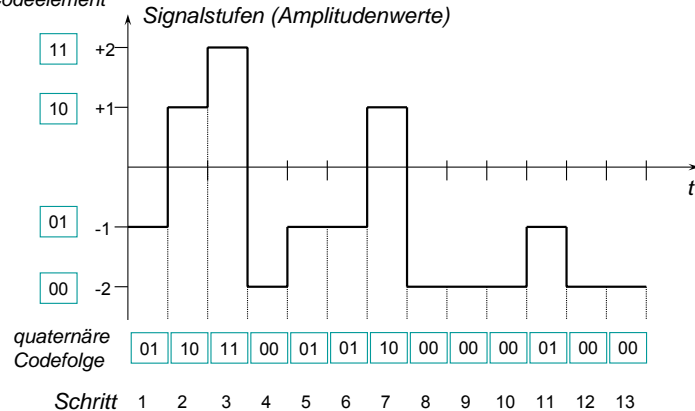 Codeelement
Signalstufen (Amplitudenwerte)
11 +2
10 +1
t
01 -1
00 -2
quaternäre
Codefolge
01 10 11 00 01 01 10 00 00 00 01 00 00
Schritt 1 2 3 4 5 6 7 8 9 10 11 12 13